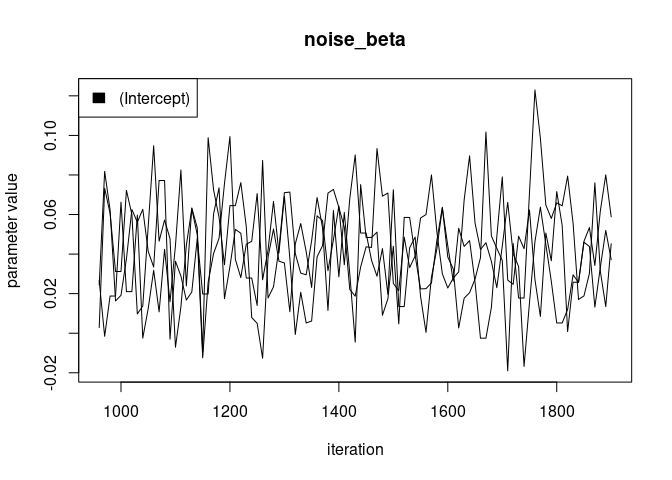 noise_beta
(Intercept)
0.10
0.06
0.02
-0.02
parameter value
1000 1200 1400 1600 1800
iteration